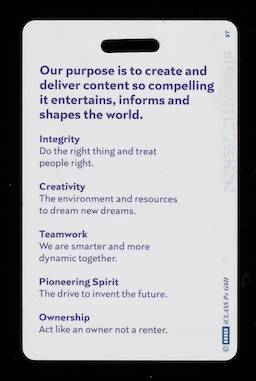 Our purpose is to create and
deliver content so compelling
it entertains, informs and
shapes the world.
Integrity
Do the right thing and treat
people right.
Creativity
The environment and resources
to dream new dreams.
Teamwork
We are smarter and more
dynamic together.
Pioneering Spirit
The drive to invent the future.
Ownership
Act like an owner not a renter.
XT
© HID iCLASS Px G8H